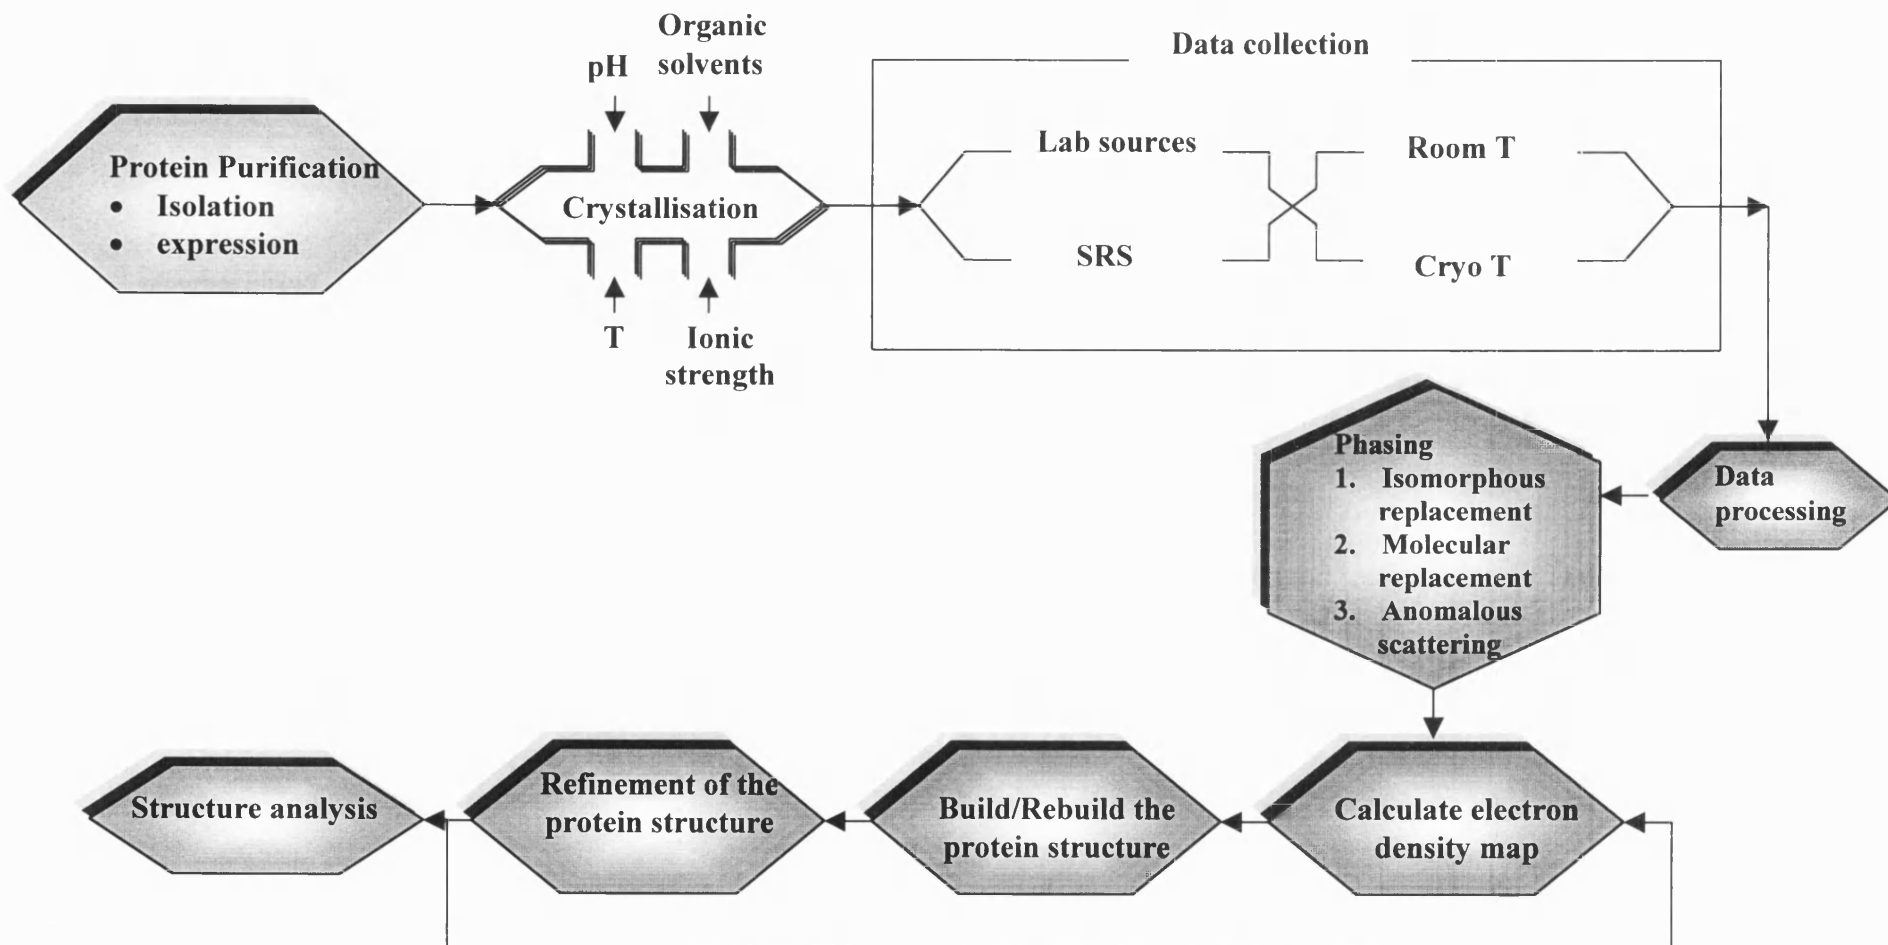 Protein Purification
• Isolation
• expression
pH
Organic
solvents
Crystallisation
T
Ionic
strength
Data collection
Lab sources
SRS
Room T
Cryo T
Data
processing
Phasing
1. Isomorphous
replacement
2. Molecular
replacement
3. Anomalous
scattering
Calculate electron
density map
Build/Rebuild the
protein structure
Refinement of the
protein structure
Structure analysis